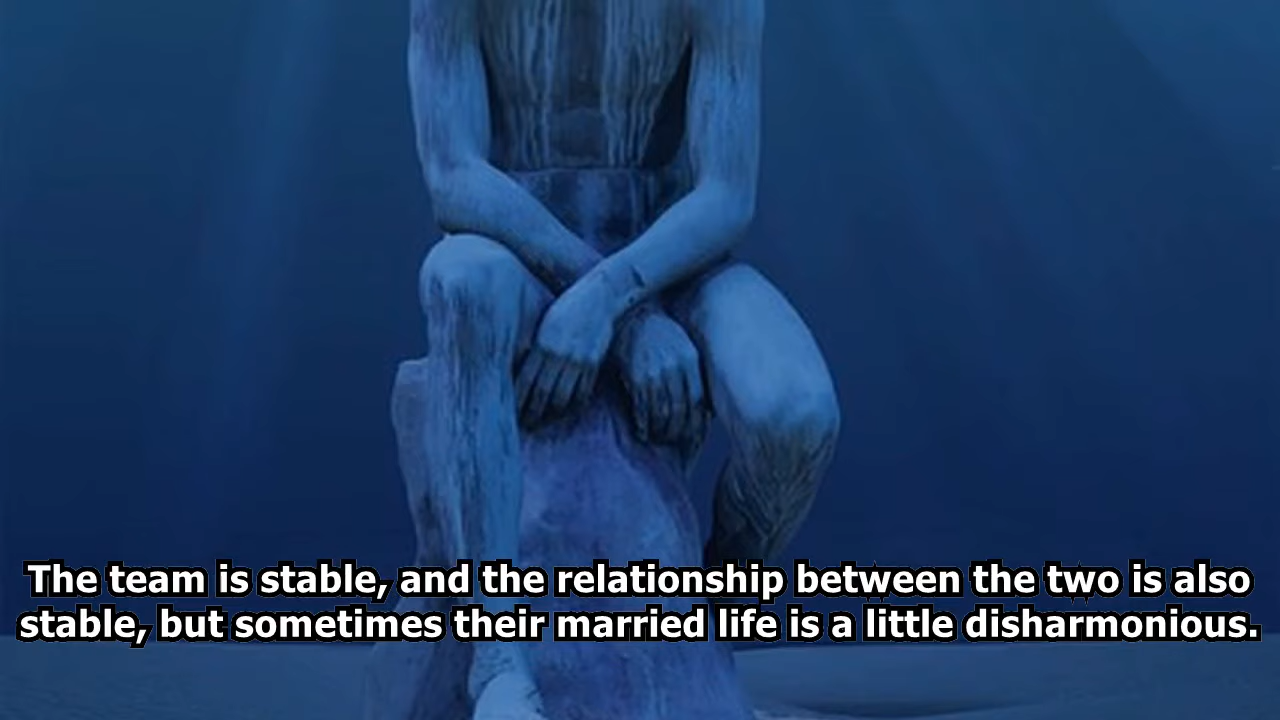 The team is stable, and the relationship between the two is also
stable, but sometimes their married life is a little disharmonious.